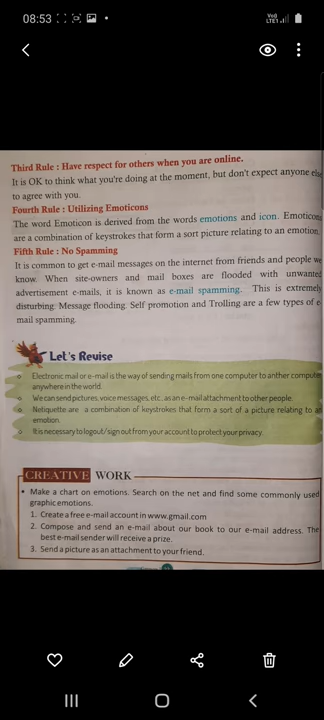 08:53
Vo)) LTE1
Third Rule : Have respect for others when you are online.
It is OK to think what you're doing at the moment, but don't expect anyone else
to agree with you.
Fourth Rule : Utilizing Emoticons
The word Emoticon is derived from the words emotions and icon. Emoticons
are a combination of keystrokes that form a sort picture relating to an emotion.
Fifth Rule : No Spamming
It is common to get e-mail messages on the internet from friends and people we
know. When site-owners and mail boxes are flooded with unwanted
advertisement e-mails, it is known as e-mail spamming. This is extremely
disturbing. Message flooding, Self promotion and Trolling are a few types of e-
mail spamming.
Let's Revise
Electronic mail or e-mail is the way of sending mails from one computer to anther computer
anywhere in the world.
We can send pictures, voice messages, etc. as an e-mail attachment to other people.
Netiquette are a combination of keystrokes that form a sort of a picture relating to an
emotion.
It is necessary to logout/sign out from your account to protect your privacy.
CREATIVE WORK
• Make a chart on emotions. Search on the net and find some commonly used
graphic emotions.
1. Create a free e-mail account in www.gmail.com
2. Compose and send an e-mail about our book to our e-mail address. The
best e-mail sender will receive a prize.
3. Send a picture as an attachment to your friend.